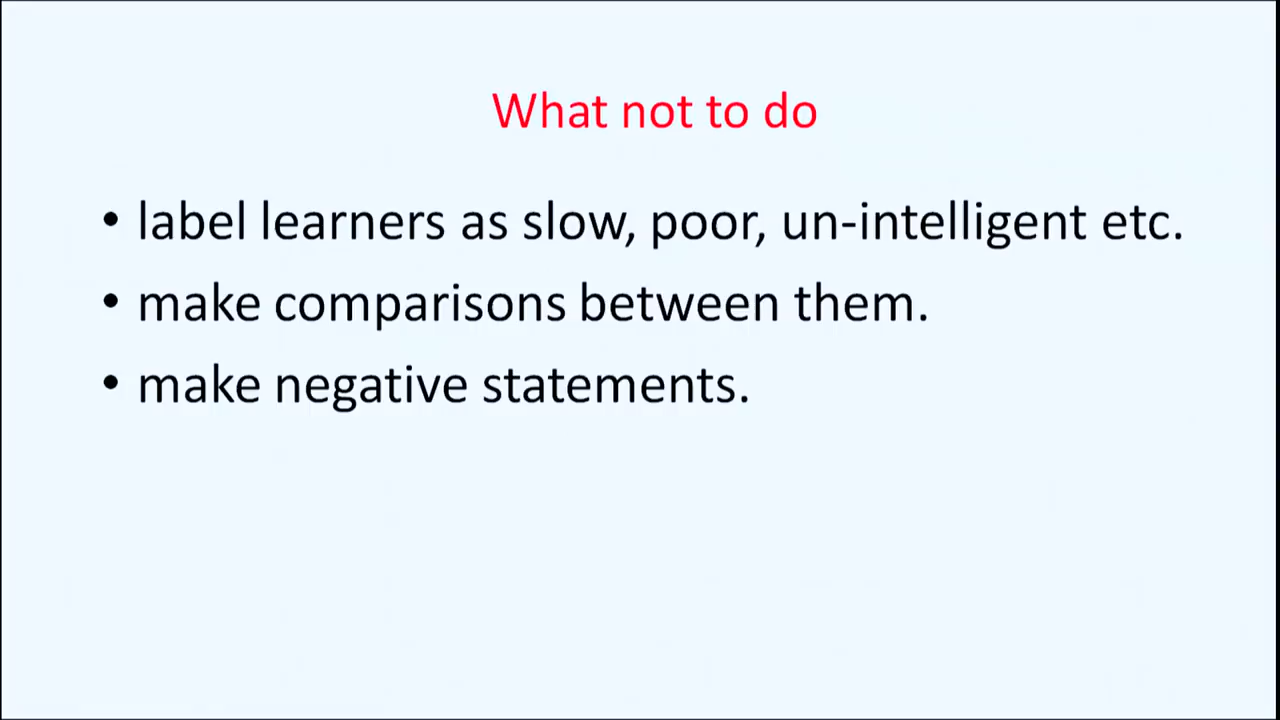 What not to do
• label learners as slow, poor, un-intelligent etc.
• make comparisons between them.
• make negative statements.